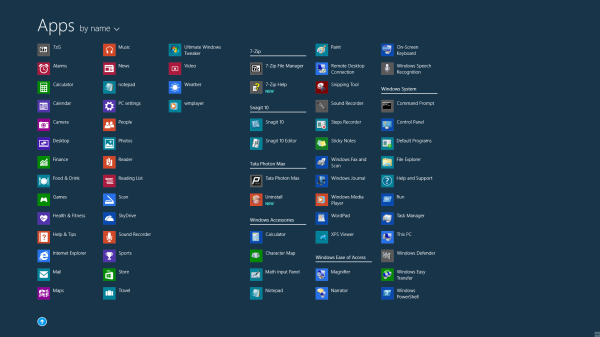 Apps by name
TzG
Alarms
Calculator
Calendar
Camera
Desktop
Finance
Food & Drink
Games
Health & Fitness
Help & Tips
Internet Explorer
Mail
Maps
Music
News
notepad
PC settings
People
Photos
Reader
Reading List
Scan
SkyDrive
Sound Recorder
Sports
Store
Travel
Ultimate Windows
Tweaker
Video
Weather
wmplayer
7-Zip
7-Zip File Manager
7-Zip Help
NEW
Snagit 10
Snagit 10
Snagit 10 Editor
Tata Photon Max
Tata Photon Max
Uninstall
NEW
Windows Accessories
Calculator
Character Map
Math Input Panel
Notepad
Paint
Remote Desktop
Connection
Snipping Tool
Sound Recorder
Steps Recorder
Sticky Notes
Windows Fax and
Scan
Windows Journal
Windows Media
Player
WordPad
XPS Viewer
Windows Ease of Access
Magnifier
Narrator
On-Screen
Keyboard
Windows Speech
Recognition
Windows System
Command Prompt
Control Panel
Default Programs
File Explorer
Help and Support
Run
Task Manager
This PC
Windows Defender
Windows Easy
Transfer
Windows
PowerShell